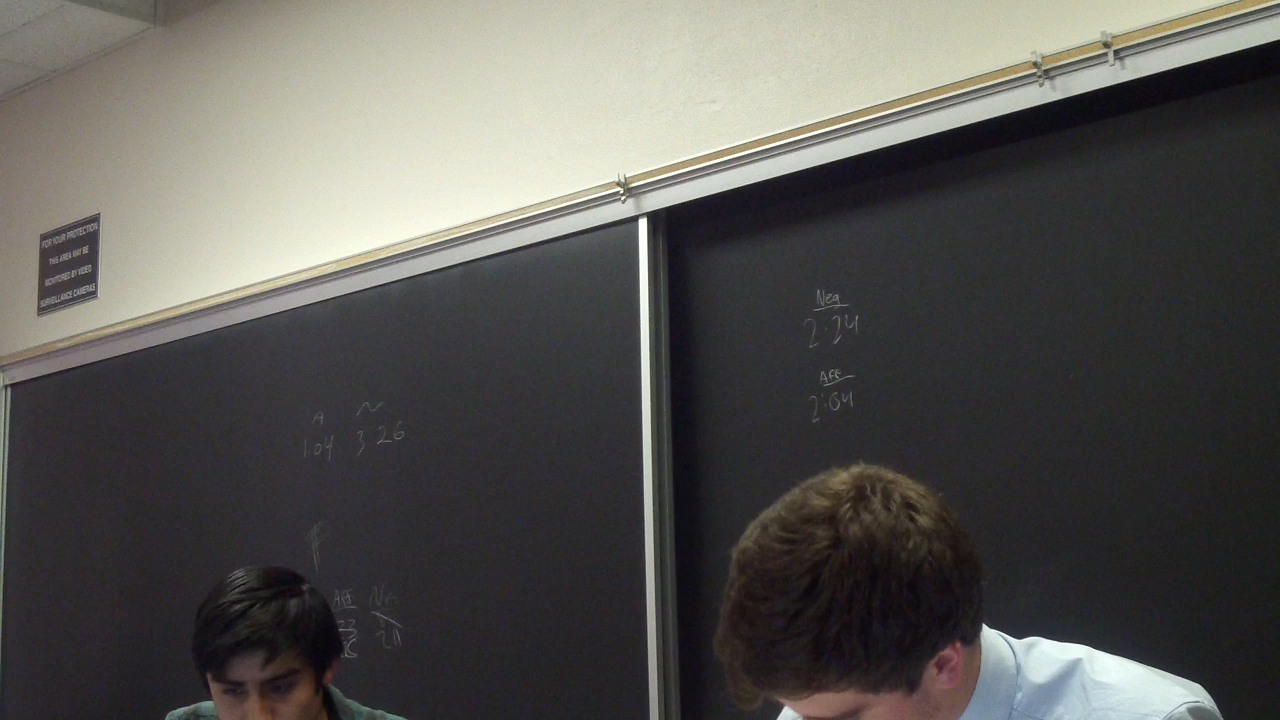 FOR YOUR PROTECTION
THIS AREA MAY BE
MONITORED BY VIDEO
SURVEILLANCE CAMERAS
Neg
2:24
AFF
2:04
A N
1:04 3 26
AFF